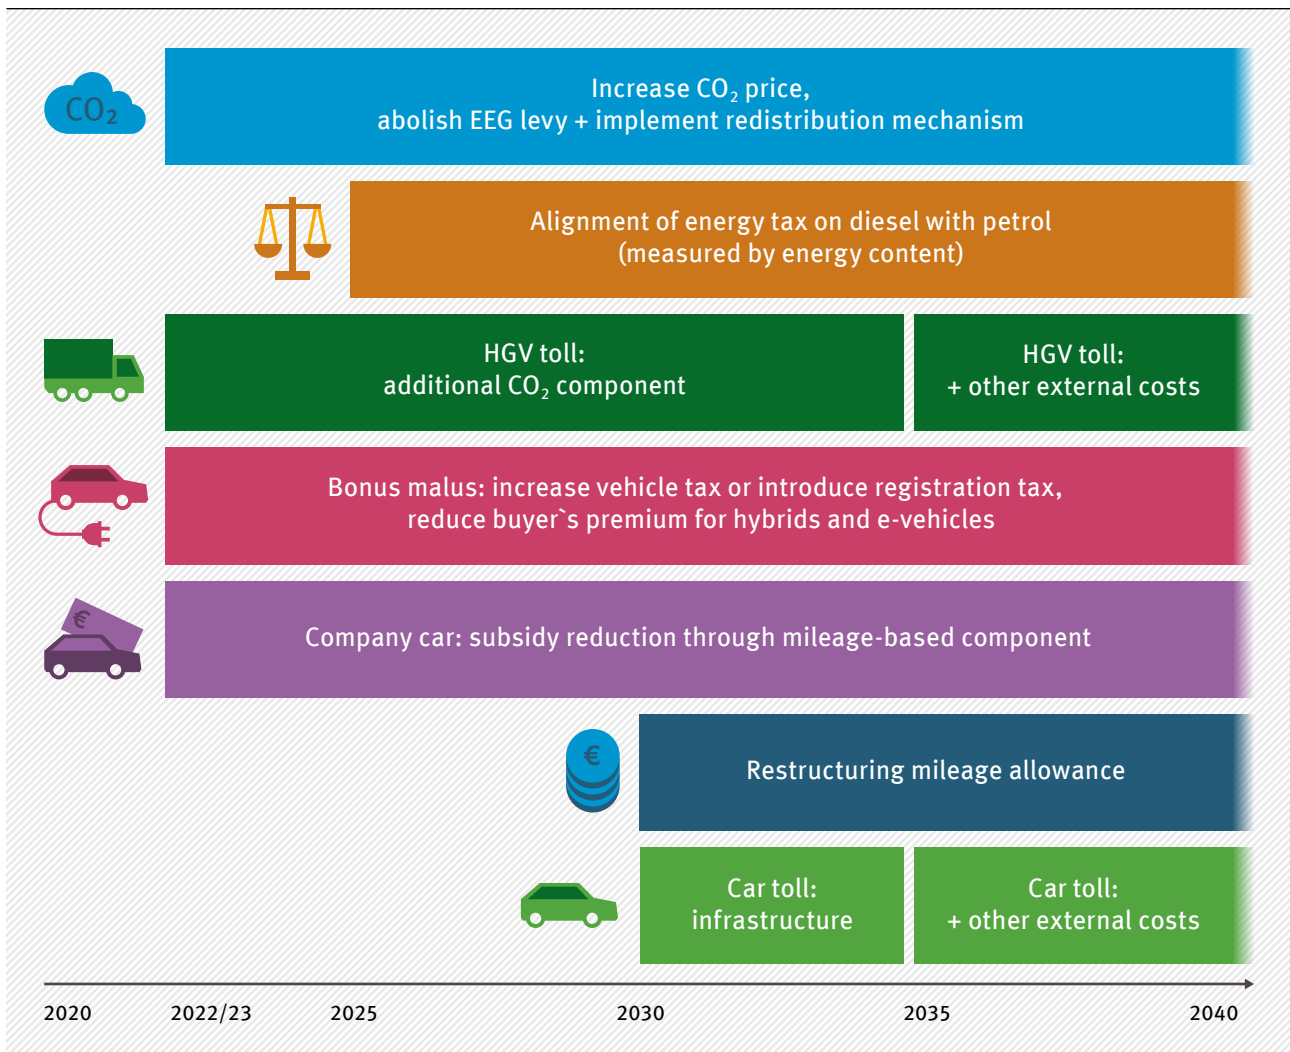 CO₂
Increase CO₂ price,
abolish EEG levy + implement redistribution mechanism
Alignment of energy tax on diesel with petrol
(measured by energy content)
HGV toll:
additional CO₂ component
HGV toll:
+ other external costs
Bonus malus: increase vehicle tax or introduce registration tax,
reduce buyer`s premium for hybrids and e-vehicles
€
Company car: subsidy reduction through mileage-based component
€
Restructuring mileage allowance
Car toll:
infrastructure
Car toll:
+ other external costs
2020 2022/23 2025 2030 2035 2040